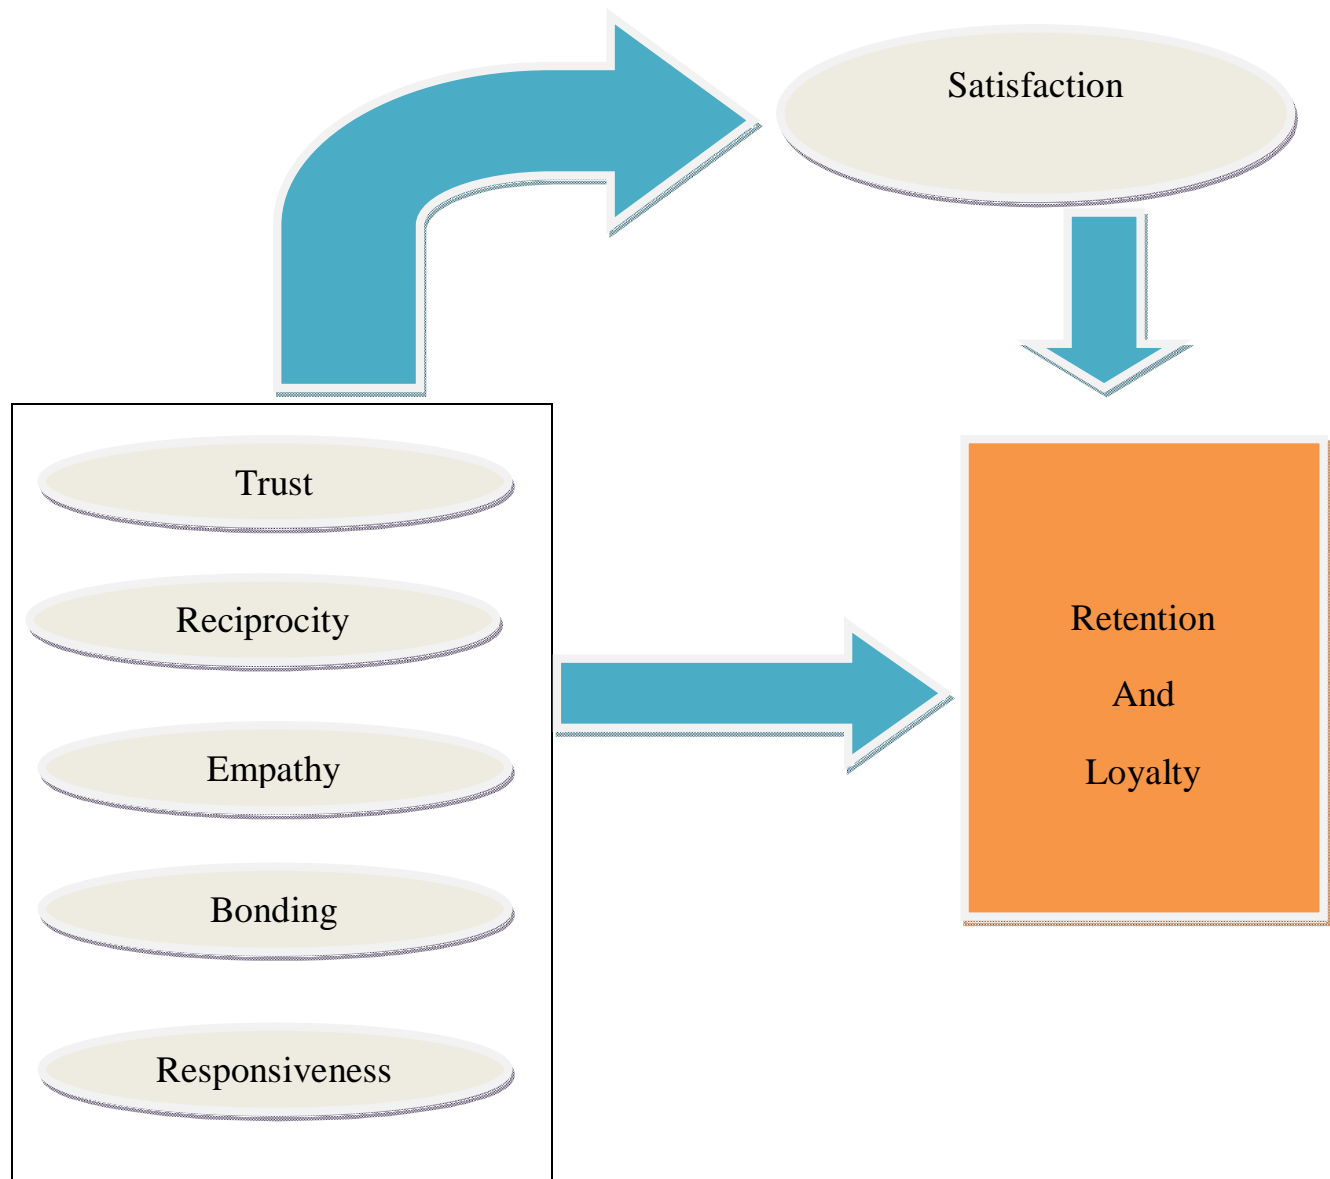 Satisfaction
Trust
Reciprocity
Empathy
Bonding
Responsiveness
Retention
And
Loyalty